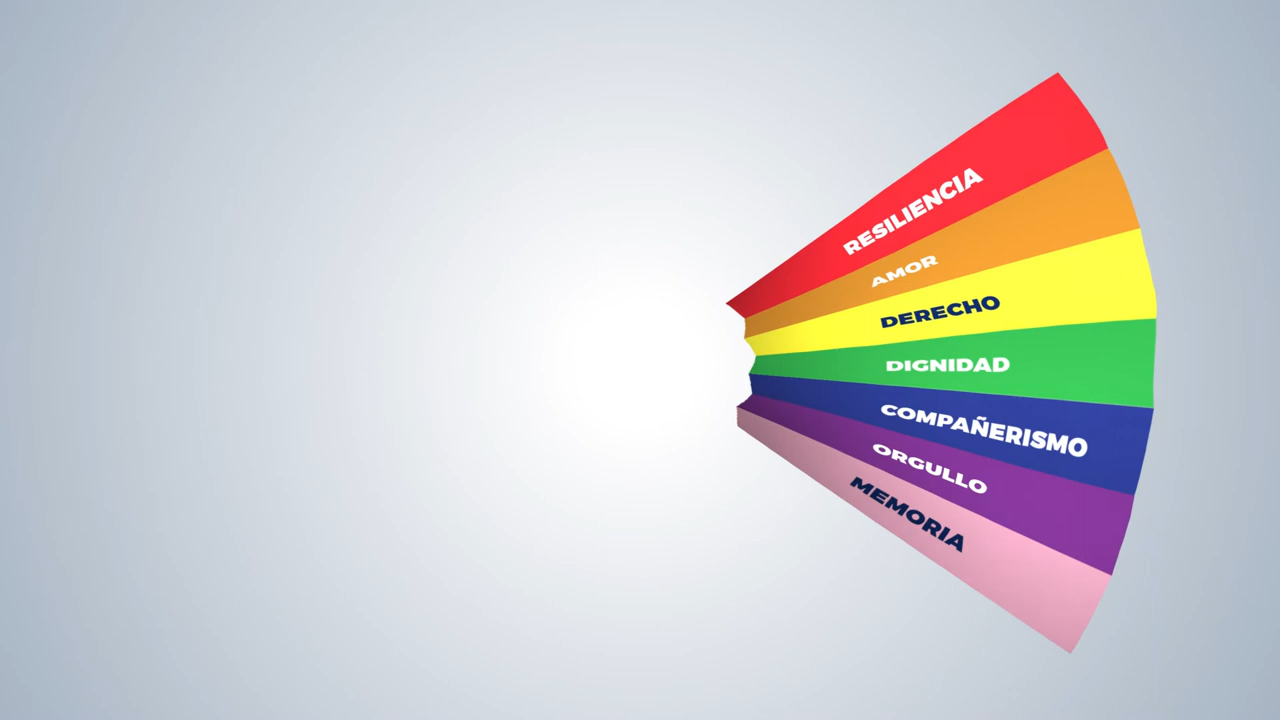 RESILIENCIA
AMOR
DERECHO
DIGNIDAD
COMPAÑERISMO
ORGULLO
MEMORIA